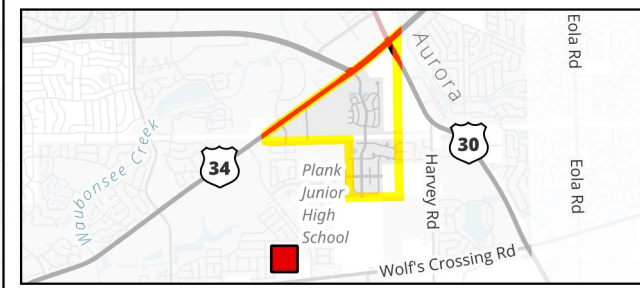 Eola Rd
Aurora
Waubonsee Creek
34
30
Plank
Junior
High
School
Harvey Rd
Eola Rd
Wolf's Crossing Rd